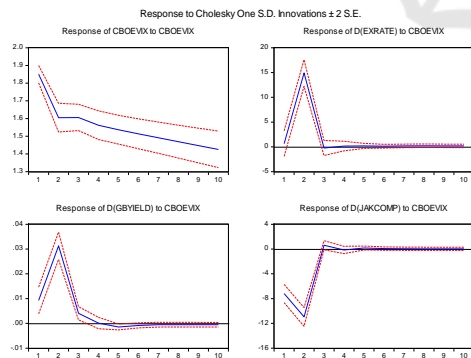 Response to Cholesky One S.D. Innovations ± 2 S.E.
Response of CBOEVIX to CBOEVIX
2.0
1.9
1.8
1.7
1.6
1.5
1.4
1.3
1 2 3 4 5 6 7 8 9 10
Response of D(EXRATE) to CBOEVIX
20
15
10
5
0
-5
1 2 3 4 5 6 7 8 9 10
Response of D(GBYIELD) to CBOEVIX
.04
.03
.02
.01
.00
-.01
1 2 3 4 5 6 7 8 9 10
Response of D(JAKCOMP) to CBOEVIX
4
0
-4
-8
-12
-16
1 2 3 4 5 6 7 8 9 10